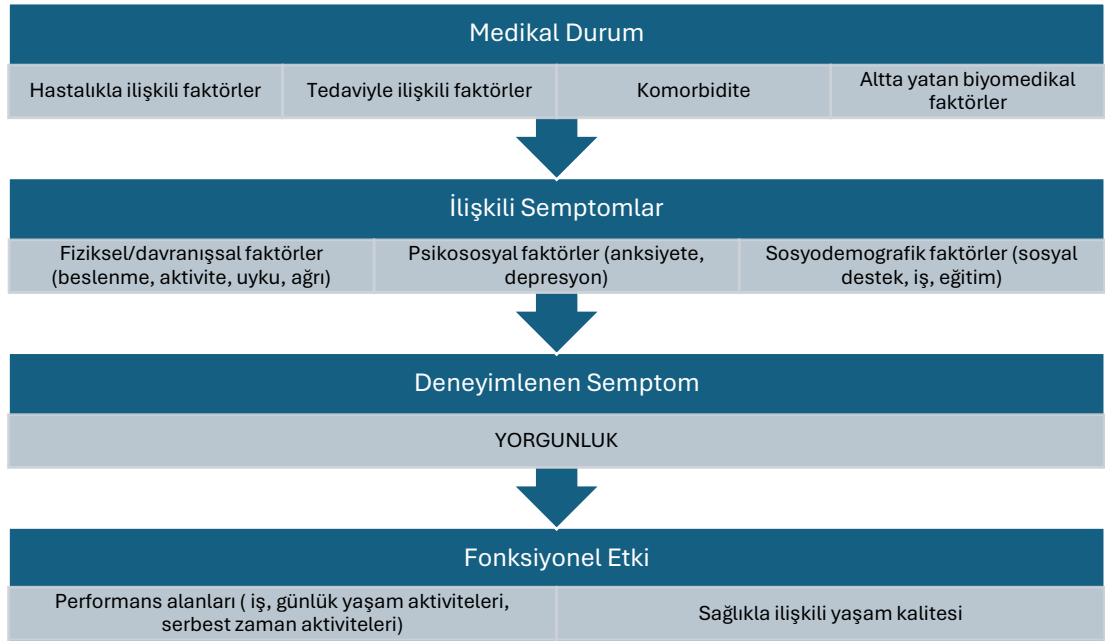 Medikal Durum
Hastalıkla ilişkili faktörler
Tedaviyle ilişkili faktörler
Komorbidite
Altta yatan biyomedikal
faktörler
İlişkili Semptomlar
Fiziksel/davranışsal faktörler
(beslenme, aktivite, uyku, ağrı)
Psikososyal faktörler (anksiyete,
depresyon)
Sosyodemografik faktörler (sosyal
destek, iş, eğitim)
Deneyimlenen Semptom
YORGUNLUK
Fonksiyonel Etki
Performans alanları ( iş, günlük yaşam aktiviteleri,
serbest zaman aktiviteleri)
Sağlıkla ilişkili yaşam kalitesi